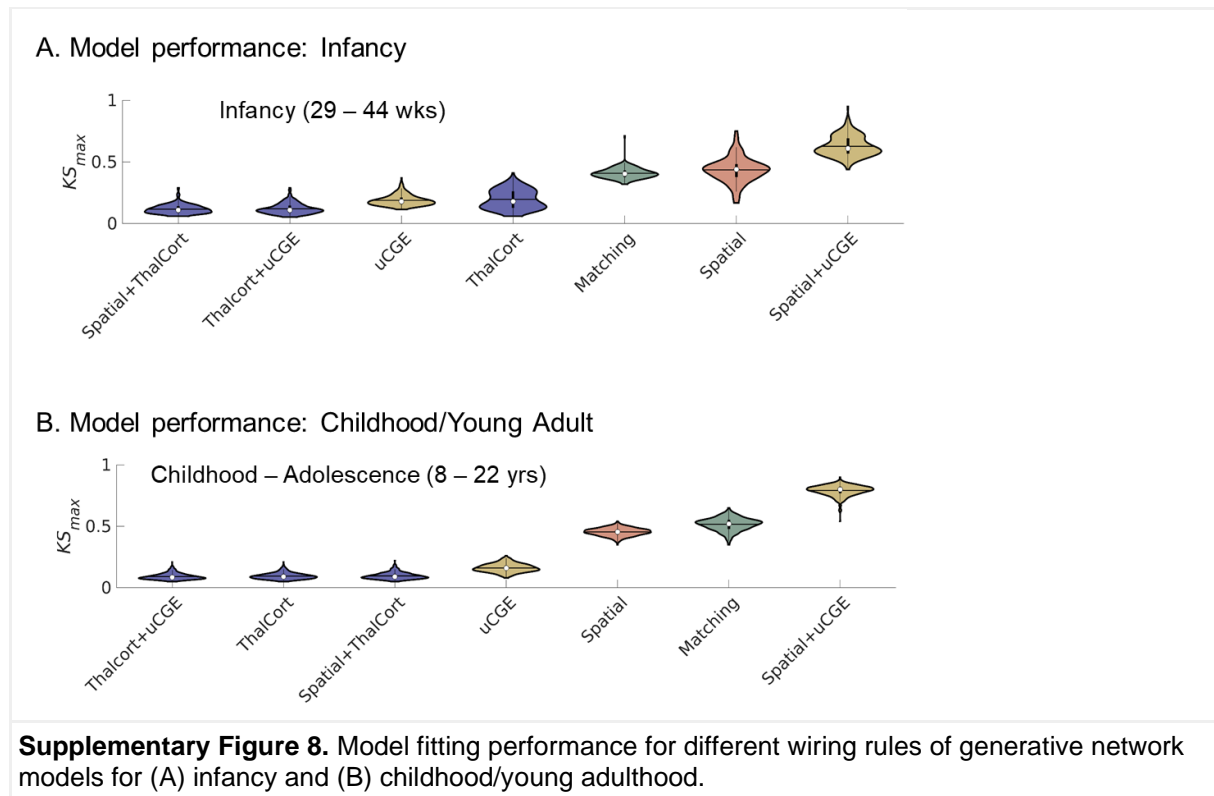 A. Model performance: Infancy
Infancy (29 – 44 wks)
KSmax
1
0.5
0
Spatial+ThalCort
Thalcort+uCGE
uCGE
ThalCort
Matching
Spatial
Spatial+uCGE
B. Model performance: Childhood/Young Adult
Childhood – Adolescence (8 – 22 yrs)
KSmax
1
0.5
0
Thalcort+uCGE
ThalCort
Spatial+ThalCort
uCGE
Spatial
Matching
Spatial+uCGE
Supplementary Figure 8. Model fitting performance for different wiring rules of generative network
models for (A) infancy and (B) childhood/young adulthood.